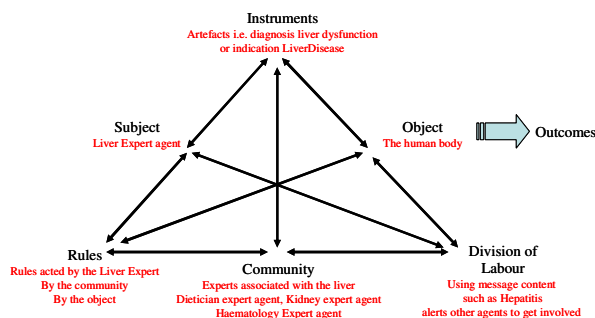 Instruments
Artefacts i.e. diagnosis liver dysfunction
or indication LiverDisease
Subject
Liver Expert agent
Object
The human body
Outcomes
Rules
Rules acted by the Liver Expert
By the community
By the object
Community
Experts associated with the liver
Dietician expert agent, Kidney expert agent
Haematology Expert agent
Division of
Labour
Using message content
such as Hepatitis
alerts other agents to get involved